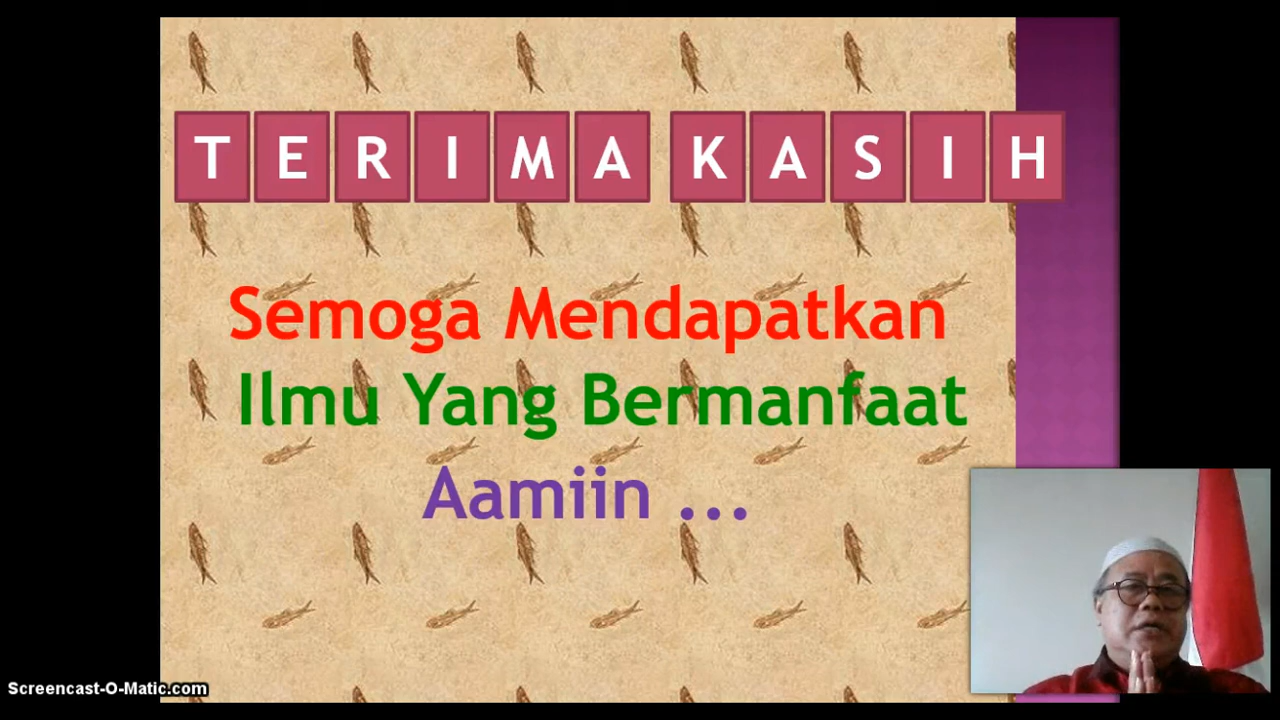 TERIMA KASIH
Semoga Mendapatkan
Ilmu Yang Bermanfaat
Aamiin ...
Screencast-O-Matic.com